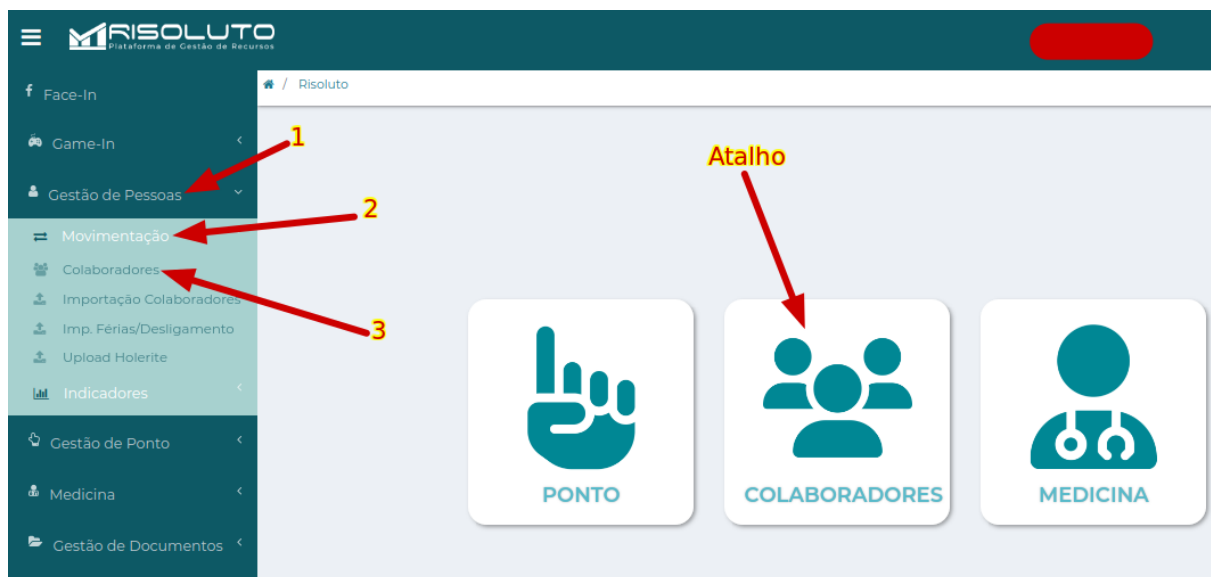 RISOLUTO
Plataforma de Gestão de Recursos
/ Risoluto
Face-In
Game-In
Gestão de Pessoas
Movimentação
Colaboradores
Importação Colaboradores
Imp. Férias/Desligamento
Upload Holerite
Indicadores
Gestão de Ponto
Medicina
Gestão de Documentos
1
2
3
Atalho
PONTO
COLABORADORES
MEDICINA